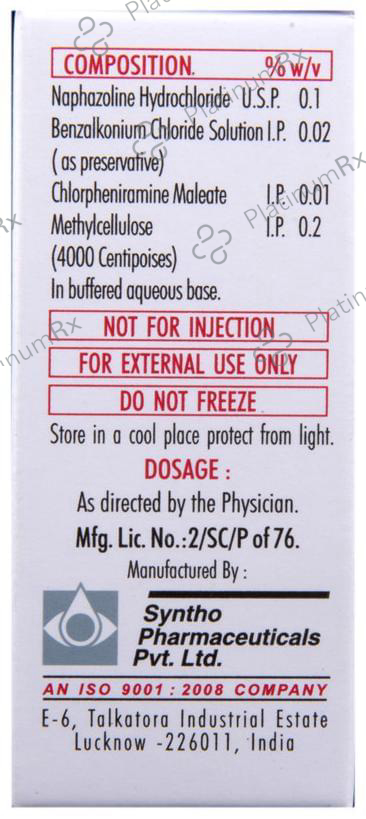 COMPOSITION. % w/v
Naphazoline Hydrochloride U.S.P. 0.1
Benzalkonium Chloride Solution I.P. 0.02
( as preservative)
Chlorpheniramine Maleate I.P. 0.01
Methylcellulose I.P. 0.2
(4000 Centipoises)
In buffered aqueous base.
NOT FOR INJECTION
FOR EXTERNAL USE ONLY
DO NOT FREEZE
Store in a cool place protect from light.
DOSAGE :
As directed by the Physician.
Mfg. Lic. No.:2/SC/P of 76.
Manufactured By :
Syntho
Pharmaceuticals
Pvt. Ltd.
AN ISO 9001 : 2008 COMPANY
E-6, Talkatora Industrial Estate
Lucknow -226011, India
PlatinumRx
PlatinumRx
PlatinumRx